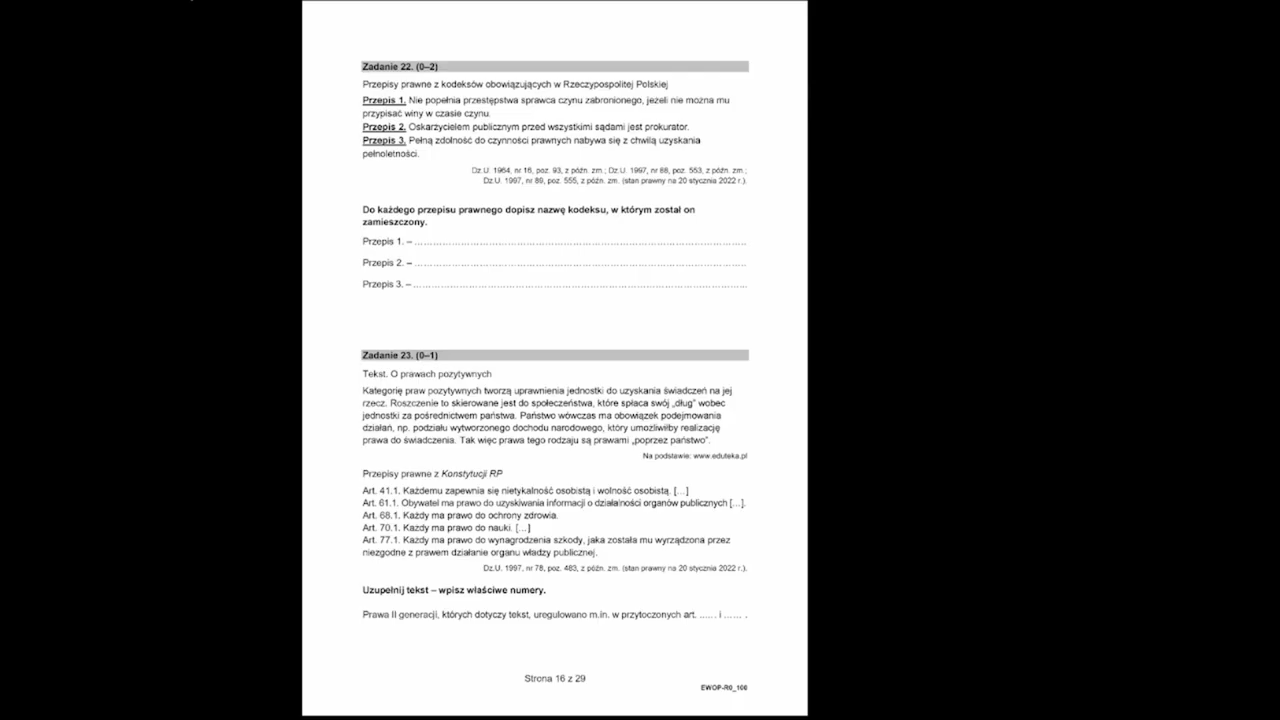 Zadanie 22. (0–2)
Przepisy prawne z kodeksów obowiązujących w Rzeczypospolitej Polskiej
Przepis 1. Nie popełnia przestępstwa sprawca czynu zabronionego, jeżeli nie można mu
przypisać winy w czasie czynu.
Przepis 2. Oskarżycielem publicznym przed wszystkimi sądami jest prokurator.
Przepis 3. Pełną zdolność do czynności prawnych nabywa się z chwilą uzyskania
pełnoletności.
Dz.U. 1964, nr 16, poz. 93, z późn. zm.; Dz.U. 1997, nr 88, poz. 553, z późn. zm.;
Dz.U. 1997, nr 89, poz. 555, z późn. zm. (stan prawny na 20 stycznia 2022 r.).
Do każdego przepisu prawnego dopisz nazwę kodeksu, w którym został on
zamieszczony.
Przepis 1. – ..........................................................................................
Przepis 2. – ..........................................................................................
Przepis 3. – ..........................................................................................
Zadanie 23. (0–1)
Tekst. O prawach pozytywnych
Kategorię praw pozytywnych tworzą uprawnienia jednostki do uzyskania świadczeń na jej
rzecz. Roszczenie to skierowane jest do społeczeństwa, które spłaca swój „dług” wobec
jednostki za pośrednictwem państwa. Państwo wówczas ma obowiązek podejmowania
działań, np. podziału wytworzonego dochodu narodowego, który umożliwiłby realizację
prawa do świadczenia. Tak więc prawa tego rodzaju są prawami „poprzez państwo”.
Na podstawie: www.eduteka.pl
Przepisy prawne z Konstytucji RP
Art. 41.1. Każdemu zapewnia się nietykalność osobistą i wolność osobistą. [...]
Art. 61.1. Obywatel ma prawo do uzyskiwania informacji o działalności organów publicznych [...].
Art. 68.1. Każdy ma prawo do ochrony zdrowia.
Art. 70.1. Każdy ma prawo do nauki. [...]
Art. 77.1. Każdy ma prawo do wynagrodzenia szkody, jaka została mu wyrządzona przez
niezgodne z prawem działanie organu władzy publicznej.
Dz.U. 1997, nr 78, poz. 483, z późn. zm. (stan prawny na 20 stycznia 2022 r.).
Uzupełnij tekst – wpisz właściwe numery.
Prawa II generacji, których dotyczy tekst, uregulowano m.in. w przytoczonych art. ...... i ...... .
Strona 16 z 29
EWOP-R0_100